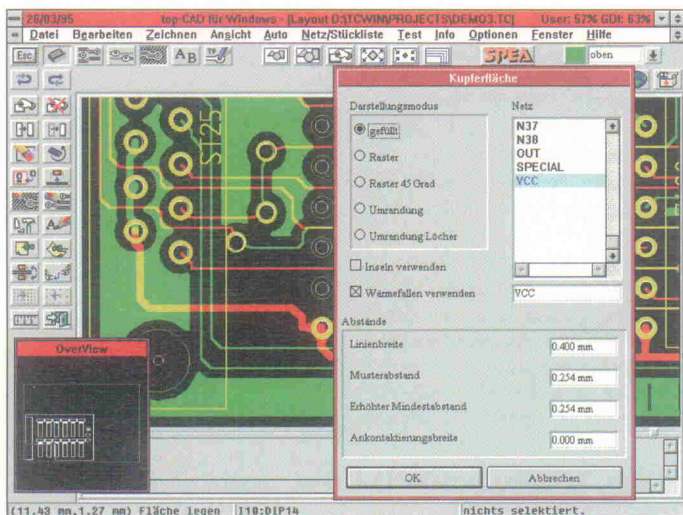 26/03/95 top-CAD für Windows - [Layout D:\TCWIN\PROJECTS\DEMO3.TC] User: 57% GDI: 63%
Datei Bearbeiten Zeichnen Ansicht Auto Netz/Stückliste Test Info Optionen Fenster Hilfe
Esc AB SPEA oben
ST25
Kupferfläche
Darstellungsmodus
gefüllt
Raster
Raster 45 Grad
Umrandung
Umrandung Löcher
Inseln verwenden
Wärmefallen verwenden
Netz
N37
N38
OUT
SPECIAL
VCC
VCC
Abstände
Linienbreite 0.400 mm
Musterabstand 0.254 mm
Erhöhter Mindestabstand 0.254 mm
Ankontaktierungsbreite 0.000 mm
OK Abbrechen
OverView
(11.43 mm,1.27 mm) Fläche legen I10:DIP14 nichts selektiert.